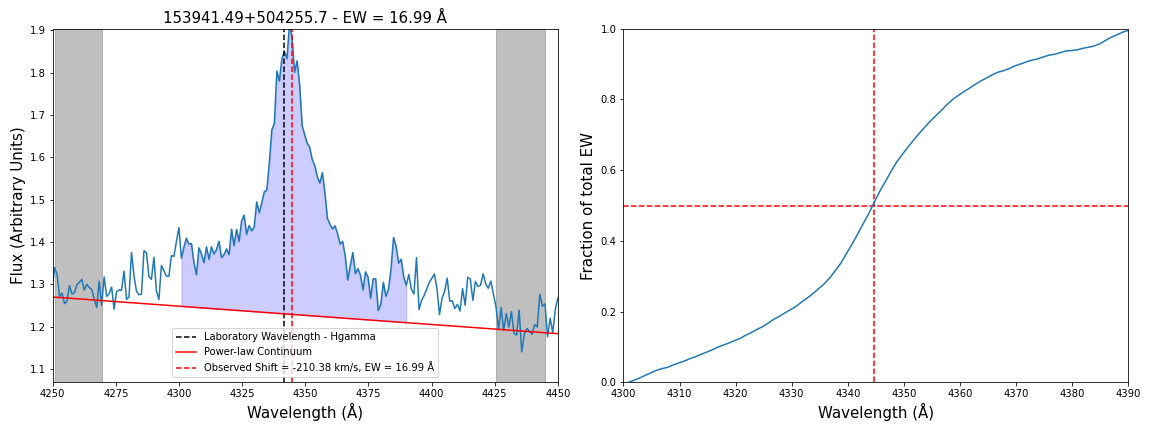 153941.49+504255.7 - EW = 16.99 Å
Flux (Arbitrary Units)
1.9
1.8
1.7
1.6
1.5
1.4
1.3
1.2
1.1
Laboratory Wavelength - Hgamma
Power-law Continuum
Observed Shift = -210.38 km/s, EW = 16.99 Å
4250 4275 4300 4325 4350 4375 4400 4425 4450
Wavelength (Å)
Fraction of total EW
1.0
0.8
0.6
0.4
0.2
0.0
4300 4310 4320 4330 4340 4350 4360 4370 4380 4390
Wavelength (Å)